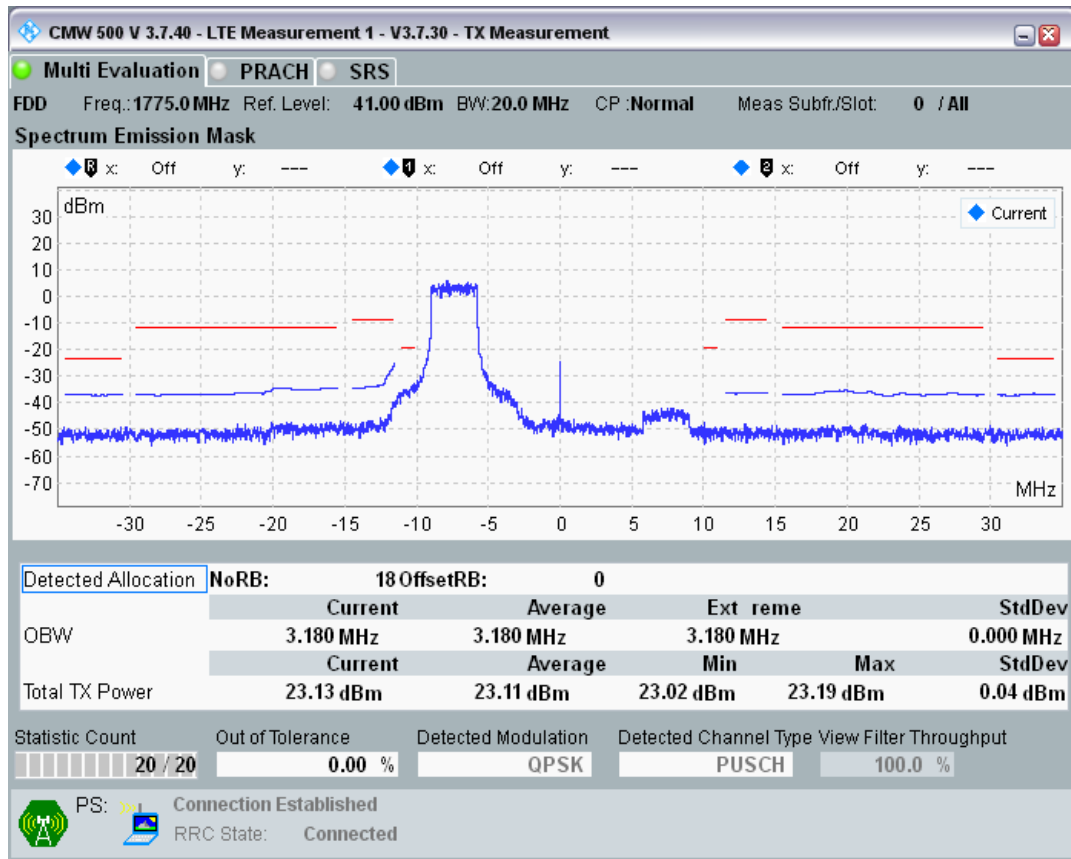 CMW 500 V 3.7.40 - LTE Measurement 1 - V3.7.30 - TX Measurement
Multi Evaluation PRACH SRS
FDD Freq.:1775.0 MHz Ref. Level: 41.00 dBm BW:20.0 MHz CP :Normal Meas Subfr./Slot: 0 / All
Spectrum Emission Mask
R x: Off y: --- 1 x: Off y: --- 2 x: Off y: ---
dBm
Current
30
20
10
0
-10
-20
-30
-40
-50
-60
-70
MHz
-30 -25 -20 -15 -10 -5 0 5 10 15 20 25 30
Detected Allocation NoRB: 18 OffsetRB: 0
Current Average Ext reme StdDev
OBW 3.180 MHz 3.180 MHz 3.180 MHz 0.000 MHz
Current Average Min Max StdDev
Total TX Power 23.13 dBm 23.11 dBm 23.02 dBm 23.19 dBm 0.04 dBm
Statistic Count Out of Tolerance Detected Modulation Detected Channel Type View Filter Throughput
20 / 20 0.00 % QPSK PUSCH 100.0 %
PS: Connection Established
RRC State: Connected